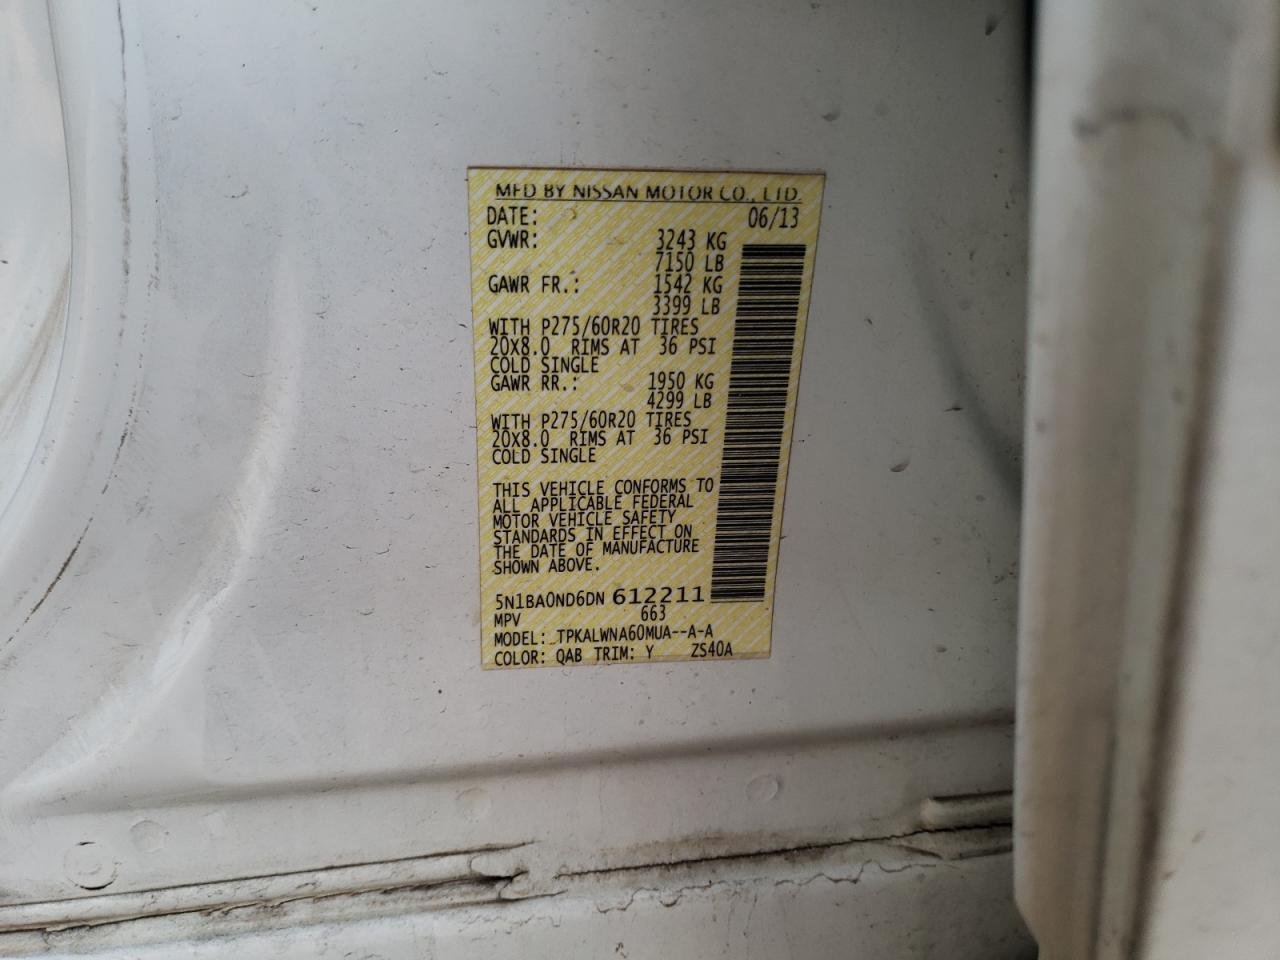 MFD BY NISSAN MOTOR CO., LTD.
DATE: 06/13
GVWR: 3243 KG
7150 LB
GAWR FR.: 1542 KG
3399 LB
WITH P275/60R20 TIRES
20X8.0 RIMS AT 36 PSI
COLD SINGLE
GAWR RR.: 1950 KG
4299 LB
WITH P275/60R20 TIRES
20X8.0 RIMS AT 36 PSI
COLD SINGLE
THIS VEHICLE CONFORMS TO
ALL APPLICABLE FEDERAL
MOTOR VEHICLE SAFETY
STANDARDS IN EFFECT ON
THE DATE OF MANUFACTURE
SHOWN ABOVE.
5N1BA0ND6DN 612211
MPV 663
MODEL: TPKALWNA60MUA--A-A
COLOR: QAB TRIM: Y ZS40A